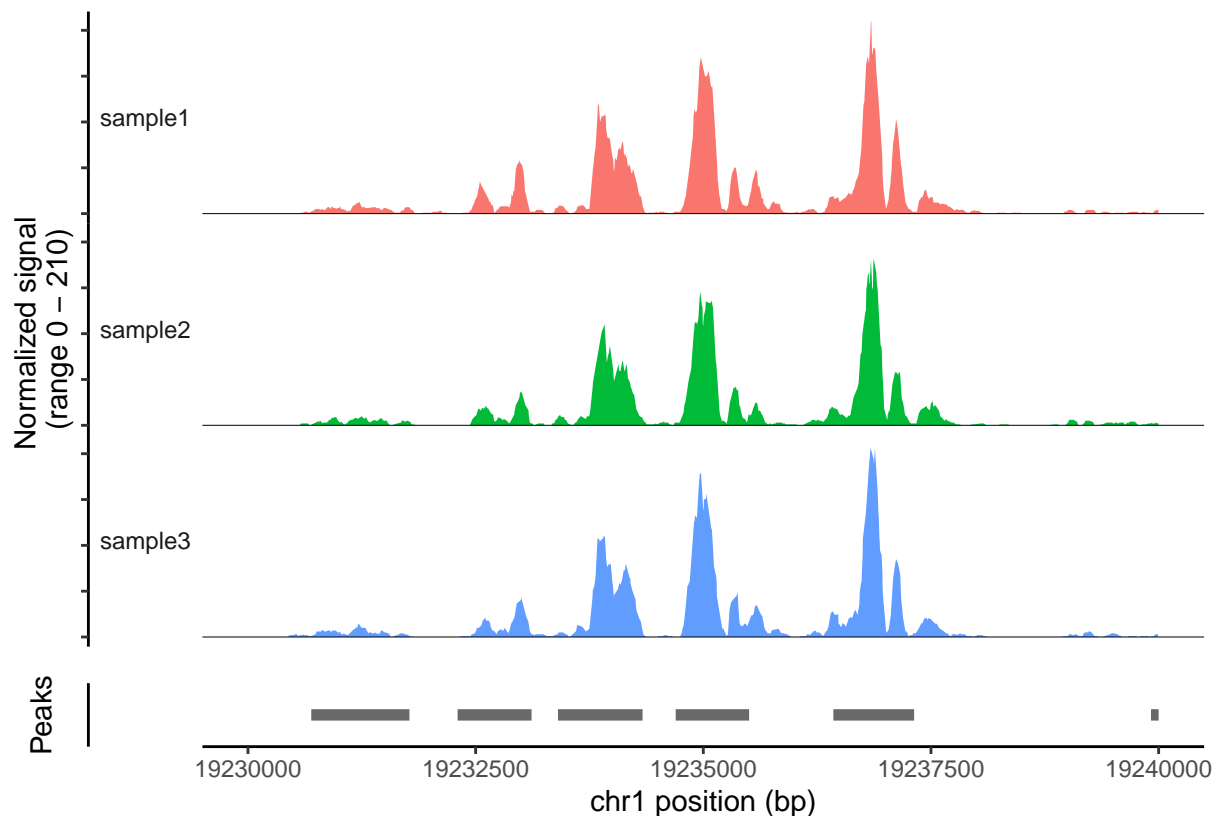 Normalized signal
(range 0 – 210)
sample1
sample2
sample3
Peaks
19230000
19232500
19235000
19237500
19240000
chr1 position (bp)